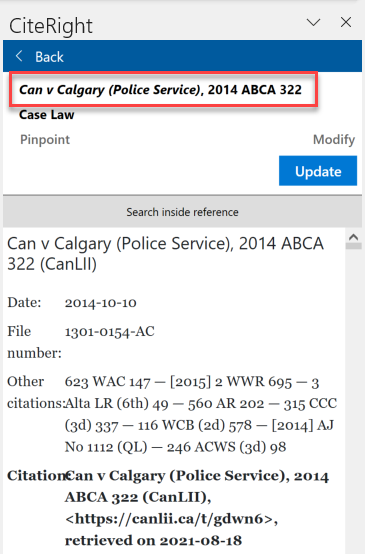 CiteRight
Back
Can v Calgary (Police Service), 2014 ABCA 322
Case Law
Pinpoint Modify
Update
Search inside reference
Can v Calgary (Police Service), 2014 ABCA
322 (CanLII)
Date: 2014-10-10
File 1301-0154-AC
number:
Other 623 WAC 147 — [2015] 2 WWR 695 — 3
citations: Alta LR (6th) 49 — 560 AR 202 — 315 CCC
(3d) 337 — 116 WCB (2d) 578 — [2014] AJ
No 1112 (QL) — 246 ACWS (3d) 98
Citation: Can v Calgary (Police Service), 2014
ABCA 322 (CanLII),
<https://canlii.ca/t/gdwn6>,
retrieved on 2021-08-18